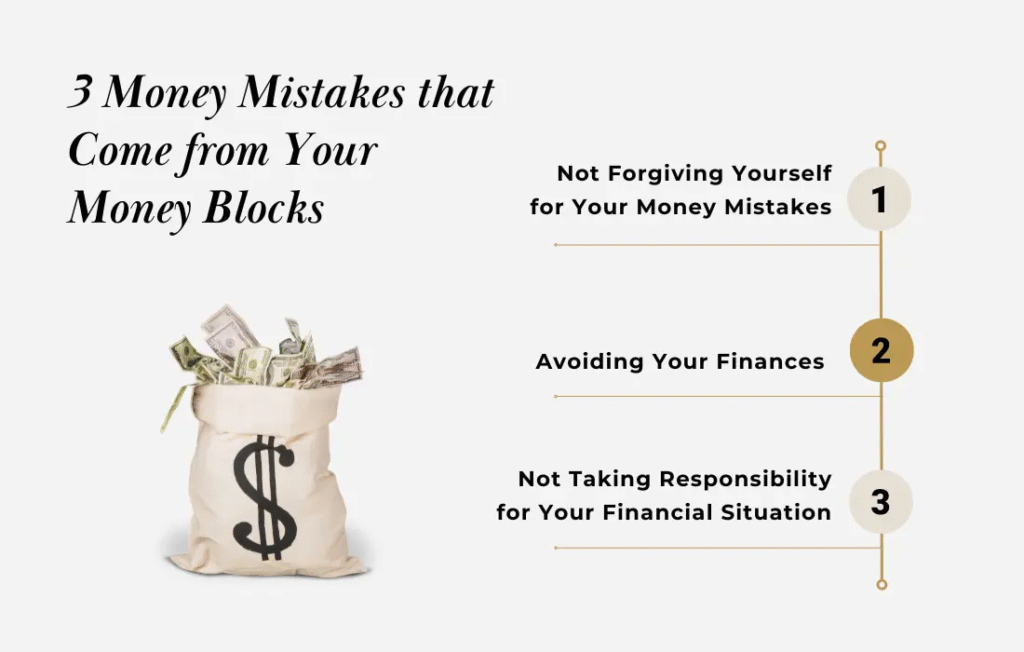 3 Money Mistakes that
Come from Your
Money Blocks
Not Forgiving Yourself
for Your Money Mistakes
1
Avoiding Your Finances
2
Not Taking Responsibility
for Your Financial Situation
3
$